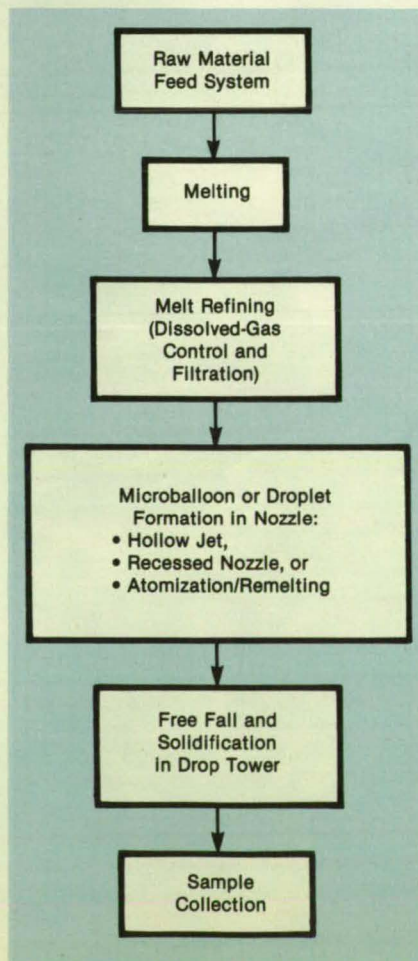 Raw Material
Feed System
Melting
Melt Refining
(Dissolved-Gas
Control and
Filtration)
Microballoon or Droplet
Formation in Nozzle:
• Hollow Jet,
• Recessed Nozzle, or
• Atomization/Remelting
Free Fall and
Solidification
in Drop Tower
Sample
Collection